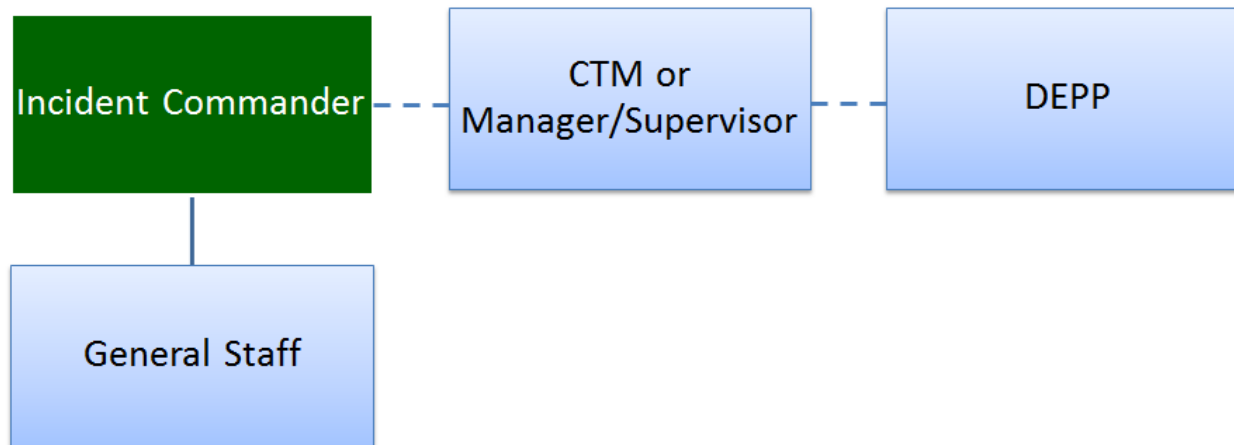 Incident Commander
CTM or
Manager/Supervisor
DEPP
General Staff